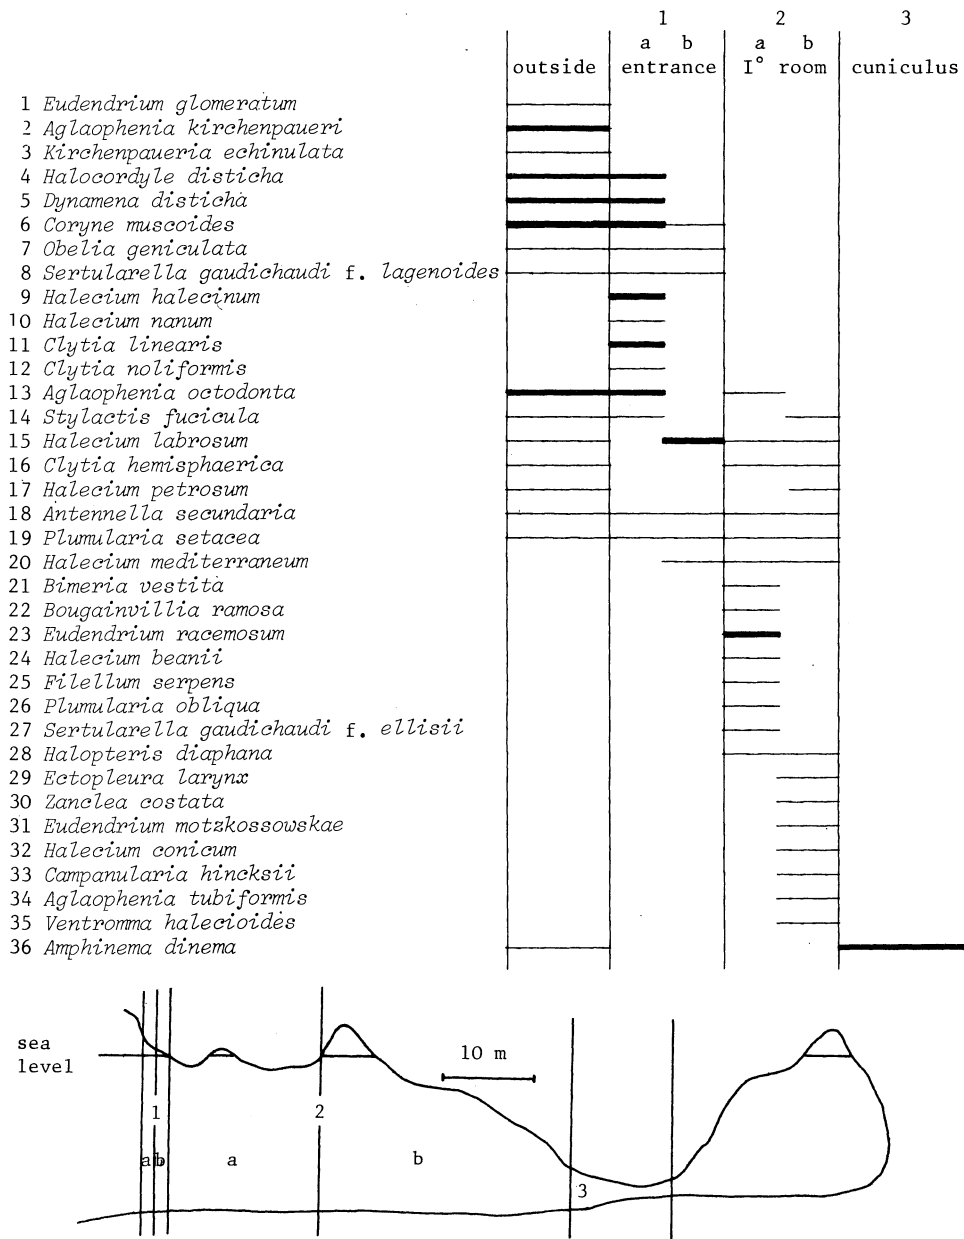 1 2 3
a b a b
outside entrance I° room cuniculus
1 Eudendrium glomeratum
2 Aglaophenia kirchenpaueri
3 Kirchenpaueria echinulata
4 Halocordyle disticha
5 Dynamena disticha
6 Coryne muscoides
7 Obelia geniculata
8 Sertularella gaudichaudi f. lagenoides
9 Halecium halecinum
10 Halecium nanum
11 Clytia linearis
12 Clytia noliformis
13 Aglaophenia octodonta
14 Stylactis fucicula
15 Halecium labrosum
16 Clytia hemisphaerica
17 Halecium petrosum
18 Antennella secundaria
19 Plumularia setacea
20 Halecium mediterraneum
21 Bimeria vestita
22 Bougainvillia ramosa
23 Eudendrium racemosum
24 Halecium beanii
25 Filellum serpens
26 Plumularia obliqua
27 Sertularella gaudichaudi f. ellisii
28 Halopteris diaphana
29 Ectopleura larynx
30 Zanclea costata
31 Eudendrium motzkossowskae
32 Halecium conicum
33 Campanularia hincksii
34 Aglaophenia tubiformis
35 Ventromma halecioides
36 Amphinema dinema
sea
level
10 m
1 2
a b a b
3